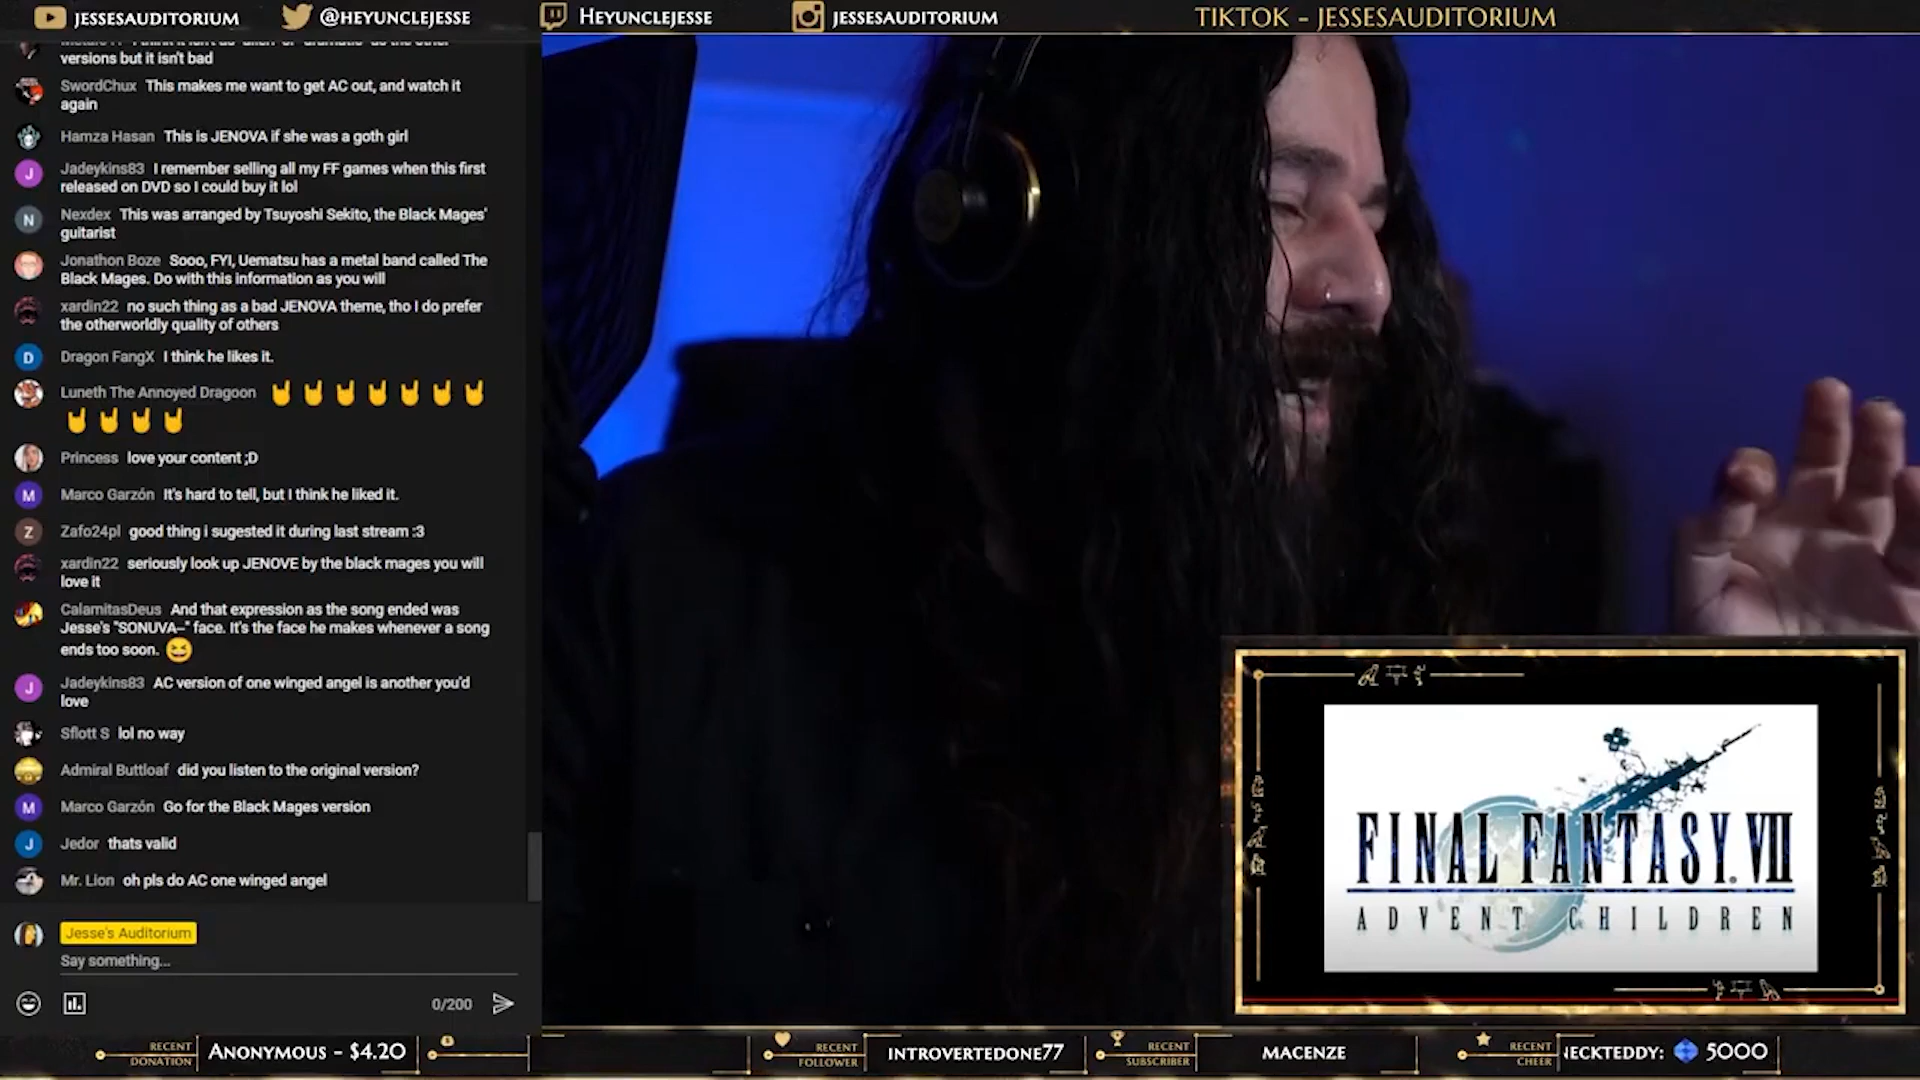 JESSESAUDITORIUM
@HEYUNCLEJESSE
HEYUNCLEJESSE
JESSESAUDITORIUM
TIKTOK - JESSESAUDITORIUM
versions but it isn't bad
SwordChux This makes me want to get AC out, and watch it
again
Hamza Hasan This is JENOVA if she was a goth girl
J
Jadeykins83 I remember selling all my FF games when this first
released on DVD so I could buy it lol
N
Nexdex This was arranged by Tsuyoshi Sekito, the Black Mages'
guitarist
Jonathon Boze Sooo, FYI, Uematsu has a metal band called The
Black Mages. Do with this information as you will
xardin22 no such thing as a bad JENOVA theme, tho I do prefer
the otherworldly quality of others
D
Dragon FangX I think he likes it.
Luneth The Annoyed Dragoon 🤘🤘🤘🤘🤘🤘🤘
🤘🤘🤘🤘
Princess love your content ;D
M
Marco Garzón It's hard to tell, but I think he liked it.
Z
Zafo24pl good thing i sugested it during last stream :3
xardin22 seriously look up JENOVE by the black mages you will
love it
CalamitasDeus And that expression as the song ended was
Jesse's "SONUVA--" face. It's the face he makes whenever a song
ends too soon. 😆
J
Jadeykins83 AC version of one winged angel is another you'd
love
Sflott S lol no way
Admiral Buttloaf did you listen to the original version?
M
Marco Garzón Go for the Black Mages version
J
Jedor thats valid
Mr. Lion oh pls do AC one winged angel
Jesse's Auditorium
Say something...
0/200
FINAL FANTASY. VII
ADVENT CHILDREN
RECENT
DONATION
ANONYMOUS - $4.20
RECENT
FOLLOWER
INTROVERTEDONE77
RECENT
SUBSCRIBER
MACENZE
RECENT
CHEER
NECKTEDDY: 5000